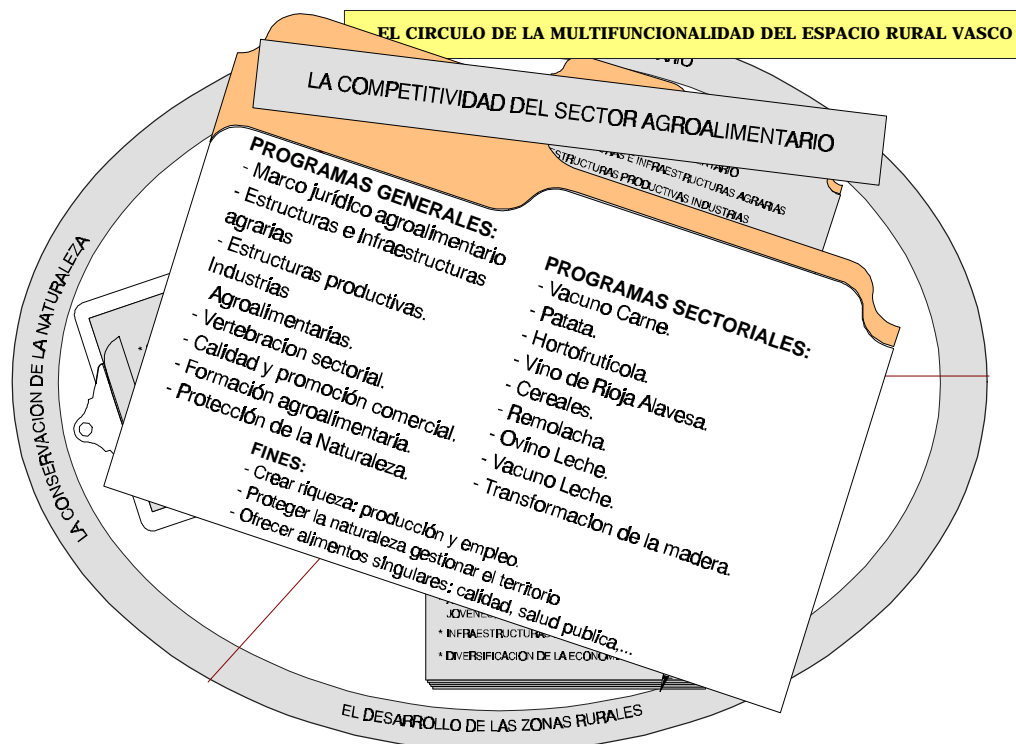 EL CIRCULO DE LA MULTIFUNCIONALIDAD DEL ESPACIO RURAL VASCO
LA COMPETITIVIDAD DEL SECTOR AGROALIMENTARIO
E INFRAESTRUCTURAS AGRARIAS
PRODUCTIVAS INDUSTRIAS
PROGRAMAS GENERALES:
- Marco jurídico agroalimentario
- Estructuras e Infraestructuras
agrarias
- Estructuras productivas.
Industrias
Agroalimentarias.
- Vertebracion sectorial.
- Calidad y promoción comercial.
- Formación agroalimentaria.
- Protección de la Naturaleza.
PROGRAMAS SECTORIALES:
- Vacuno Carne.
- Patata.
- Hortofrutícola.
- Vino de Rioja Alavesa.
- Cereales.
- Remolacha.
- Ovino Leche.
- Vacuno Leche.
- Transformacion de la madera.
FINES:
- Crear riqueza: producción y empleo.
- Proteger la naturaleza gestionar el territorio
- Ofrecer alimentos singulares: calidad, salud publica,...
LA CONSERVACION DE LA NATURALEZA
* DIVERSIFICACION DE LA
EL DESARROLLO DE LAS ZONAS RURALES